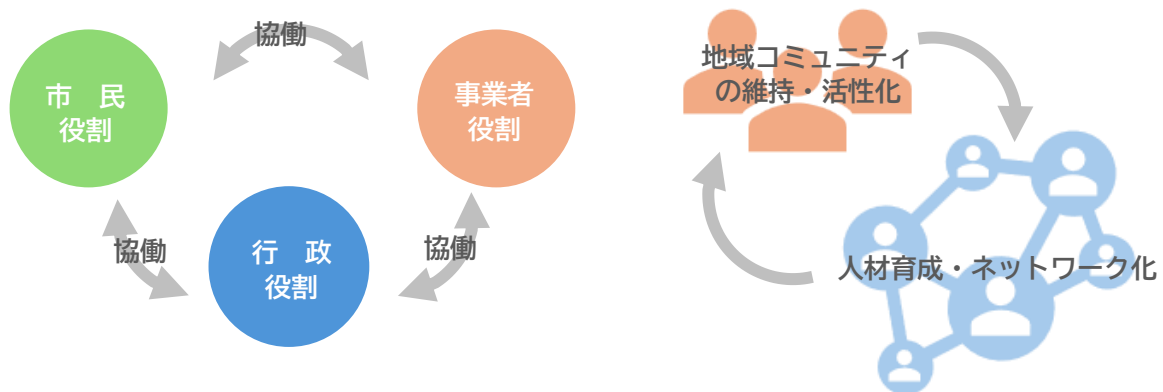 協働
市　民
役割
事業者
役割
協働
行　政
役割
協働
地域コミュニティ
の維持・活性化
人材育成・ネットワーク化